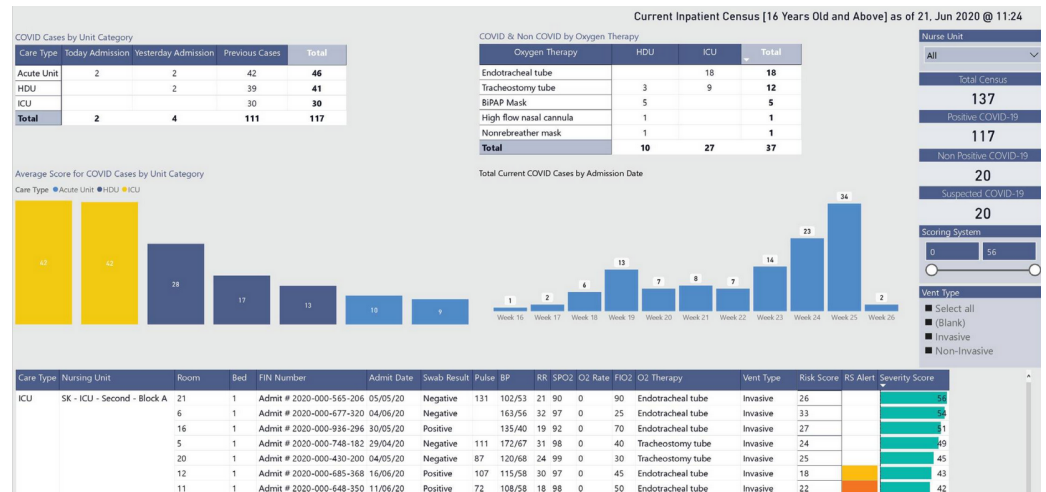 Current Inpatient Census [16 Years Old and Above] as of 21, Jun 2020 @ 11:24
COVID Cases by Unit Category
Care Type Today Admission Yesterday Admission Previous Cases Total
Acute Unit 2 2 42 46
HDU 2 39 41
ICU 30 30
Total 2 4 111 117
COVID & Non COVID by Oxygen Therapy
Oxygen Therapy HDU ICU Total
Endotracheal tube 18 18
Tracheostomy tube 3 9 12
BiPAP Mask 5 5
High flow nasal cannula 1 1
Nonrebreather mask 1 1
Total 10 27 37
Nurse Unit
All
Total Census
137
Positive COVID-19
117
Non Positive COVID-19
20
Suspected COVID-19
20
Scoring System
0 56
Vent Type
Select all
(Blank)
Invasive
Non-Invasive
Average Score for COVID Cases by Unit Category
Care Type Acute Unit HDU ICU
42 28 17 13 10 9
Total Current COVID Cases by Admission Date
1 2 6 13 7 8 7 14 23 34 2
Week 16 Week 17 Week 18 Week 19 Week 20 Week 21 Week 22 Week 23 Week 24 Week 25 Week 26
Care Type Nursing Unit Room Bed FIN Number Admit Date Swab Result Pulse BP RR SPO2 O2 Rate FIO2 O2 Therapy Vent Type Risk Score RS Alert Severity Score
ICU SK - ICU - Second - Block A 21 1 Admit # 2020-000-565-206 05/05/20 Negative 131 102/53 21 90 0 90 Endotracheal tube Invasive 26 56
6 1 Admit # 2020-000-677-320 04/06/20 Negative 163/56 32 97 0 25 Endotracheal tube Invasive 33 54
16 1 Admit # 2020-000-936-296 30/05/20 Positive 135/40 19 92 0 70 Endotracheal tube Invasive 27 51
5 1 Admit # 2020-000-748-182 29/04/20 Negative 111 172/67 31 98 0 40 Tracheostomy tube Invasive 24 49
20 1 Admit # 2020-000-430-200 04/05/20 Negative 87 120/68 24 99 0 30 Tracheostomy tube Invasive 25 45
12 1 Admit # 2020-000-685-368 16/06/20 Positive 107 115/58 30 97 0 45 Endotracheal tube Invasive 18 43
11 1 Admit # 2020-000-648-350 11/06/20 Positive 72 108/58 18 98 0 50 Endotracheal tube Invasive 22 42